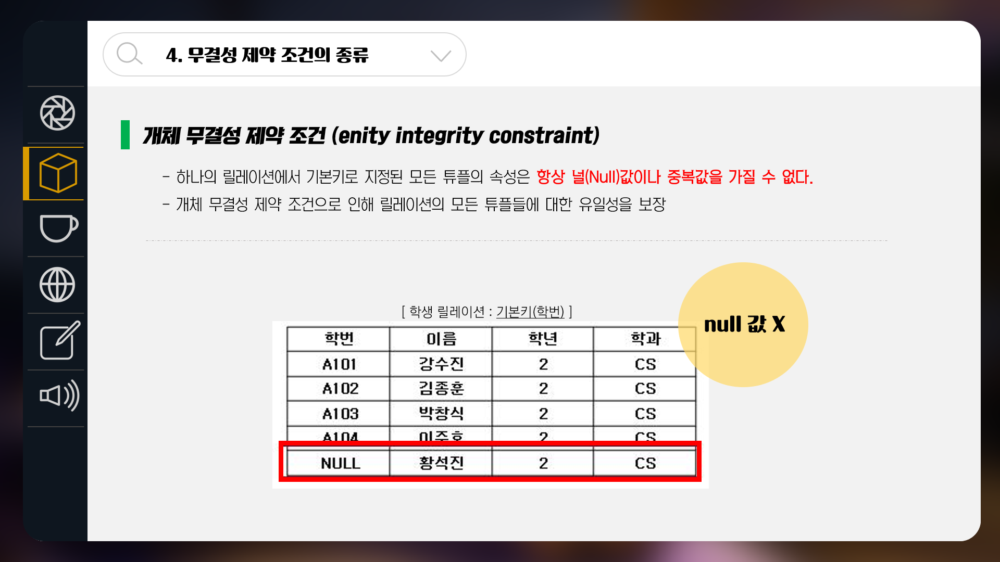 4. 무결성 제약 조건의 종류
개체 무결성 제약 조건 (enity integrity constraint)
- 하나의 릴레이션에서 기본키로 지정된 모든 튜플의 속성은 항상 널(Null)값이나 중복값을 가질 수 없다.
- 개체 무결성 제약 조건으로 인해 릴레이션의 모든 튜플들에 대한 유일성을 보장
[ 학생 릴레이션 : 기본키(학번) ]
null 값 X
학번 이름 학년 학과
A101 강수진 2 CS
A102 김종훈 2 CS
A103 박창식 2 CS
A104 이주호 2 CS
NULL 황석진 2 CS